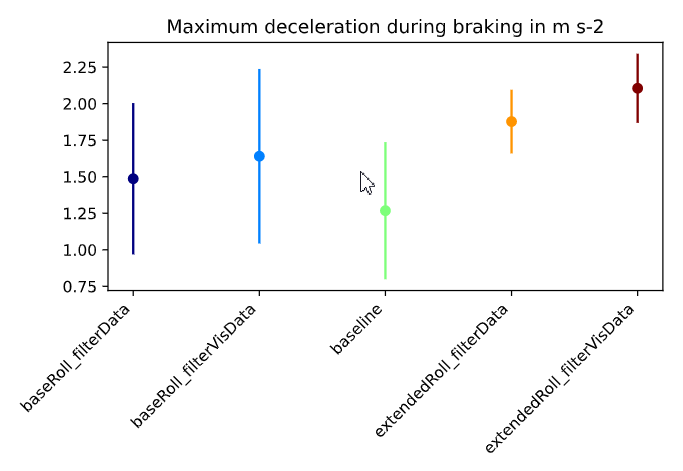 Maximum deceleration during braking in m s-2
2.25
2.00
1.75
1.50
1.25
1.00
0.75
baseRoll_filterData
baseRoll_filterVisData
baseline
extendedRoll_filterData
extendedRoll_filterVisData